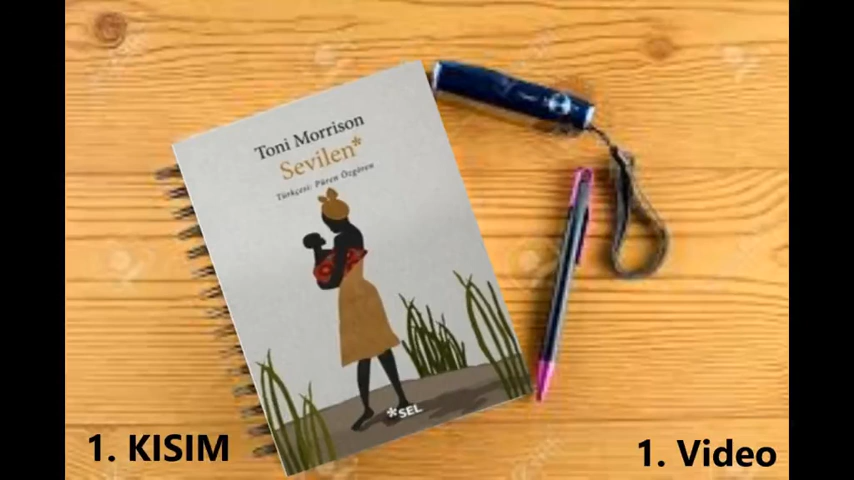 Toni Morrison
Sevilen*
Türkçesi: Püren Özgören
*SEL
1. KISIM
1. Video